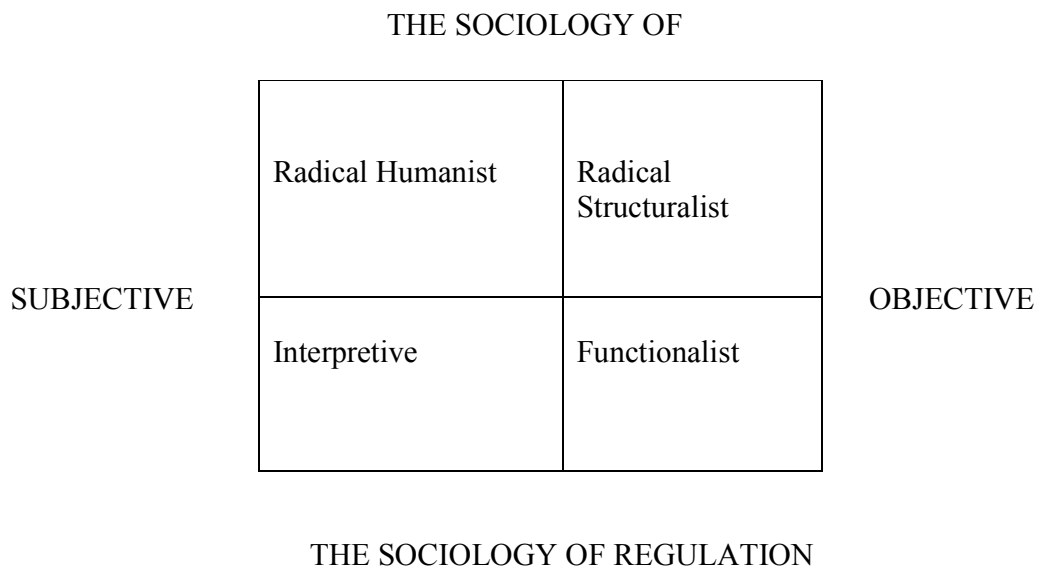 THE SOCIOLOGY OF
Radical Humanist
Radical
Structuralist
SUBJECTIVE
OBJECTIVE
Interpretive
Functionalist
THE SOCIOLOGY OF REGULATION